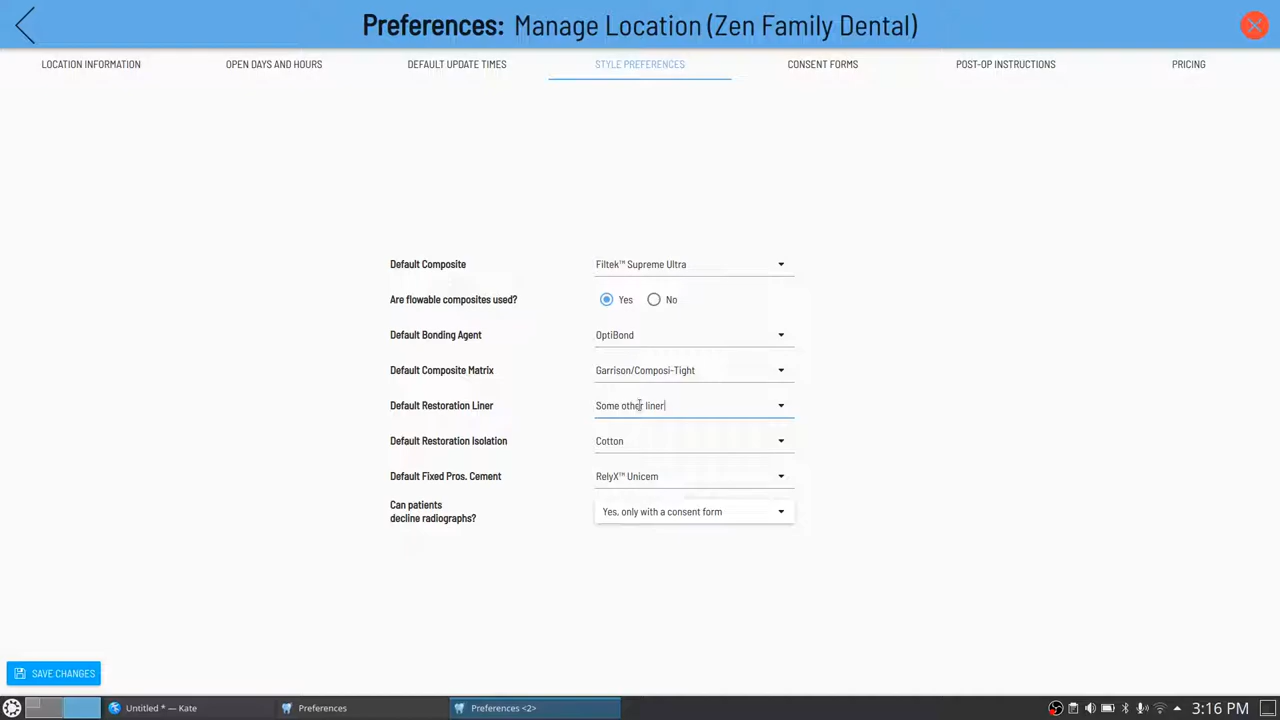 Preferences: Manage Location (Zen Family Dental)
LOCATION INFORMATION OPEN DAYS AND HOURS DEFAULT UPDATE TIMES STYLE PREFERENCES CONSENT FORMS POST-OP INSTRUCTIONS PRICING
Default Composite Filtek™ Supreme Ultra
Are flowable composites used? Yes No
Default Bonding Agent OptiBond
Default Composite Matrix Garrison/Composi-Tight
Default Restoration Liner Some other liner
Default Restoration Isolation Cotton
Default Fixed Pros. Cement RelyX™ Unicem
Can patients
decline radiographs? Yes, only with a consent form
SAVE CHANGES
Untitled * — Kate Preferences Preferences <2> 3:16 PM